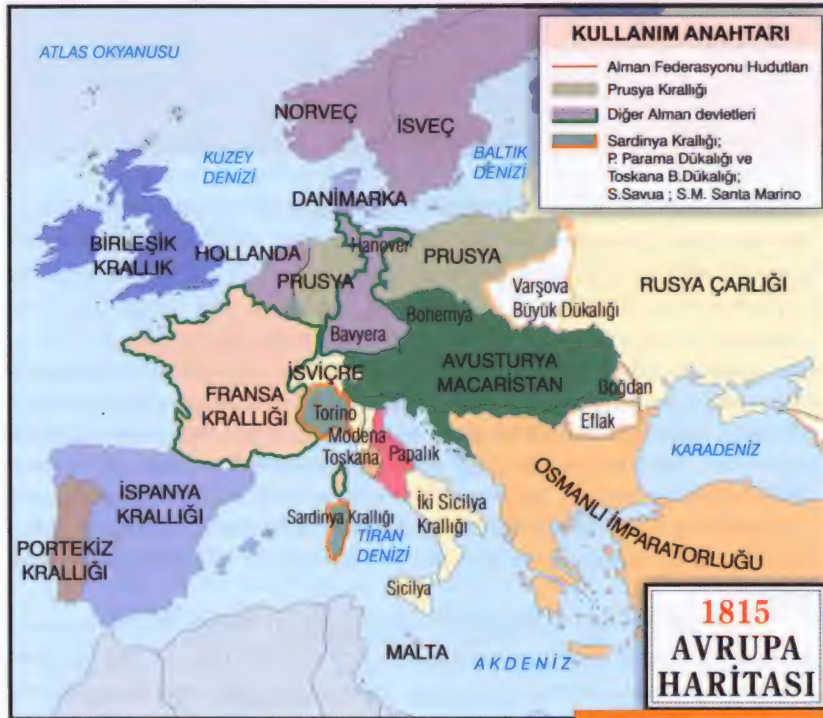 KULLANIM ANAHTARI
Alman Federasyonu Hudutları
Prusya Kırallığı
Diğer Alman devletleri
Sardinya Krallığı;
P. Parama Dükalığı ve
Toskana B.Dükalığı;
S.Savua ; S.M. Santa Marino
ATLAS OKYANUSU
NORVEÇ
İSVEÇ
KUZEY
DENİZİ
BALTIK
DENİZİ
DANİMARKA
BİRLEŞİK
KRALLIK
HOLLANDA
Hanover
PRUSYA
PRUSYA
Varşova
Büyük Dükalığı
RUSYA ÇARLIĞI
Bohemya
Bavyera
AVUSTURYA
MACARİSTAN
İSVİÇRE
FRANSA
KRALLIĞI
Boğdan
Eflak
Torino
Modena
Toskana
Papalık
KARADENİZ
İSPANYA
KRALLIĞI
PORTEKİZ
KRALLIĞI
Sardinya Krallığı
İki Sicilya
Krallığı
TİRAN
DENİZİ
OSMANLI İMPARATORLUĞU
Sicilya
MALTA
AKDENİZ
1815
AVRUPA
HARİTASI